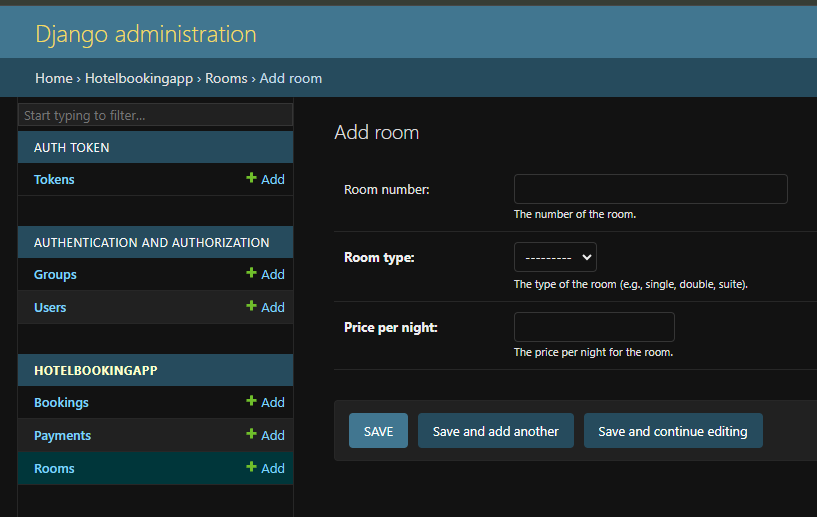 Django administration
Home › Hotelbookingapp › Rooms › Add room
Start typing to filter...
AUTH TOKEN
Tokens
+ Add
AUTHENTICATION AND AUTHORIZATION
Groups
+ Add
Users
+ Add
HOTELBOOKINGAPP
Bookings
+ Add
Payments
+ Add
Rooms
+ Add
Add room
Room number:
The number of the room.
Room type:
---------
The type of the room (e.g., single, double, suite).
Price per night:
The price per night for the room.
SAVE
Save and add another
Save and continue editing